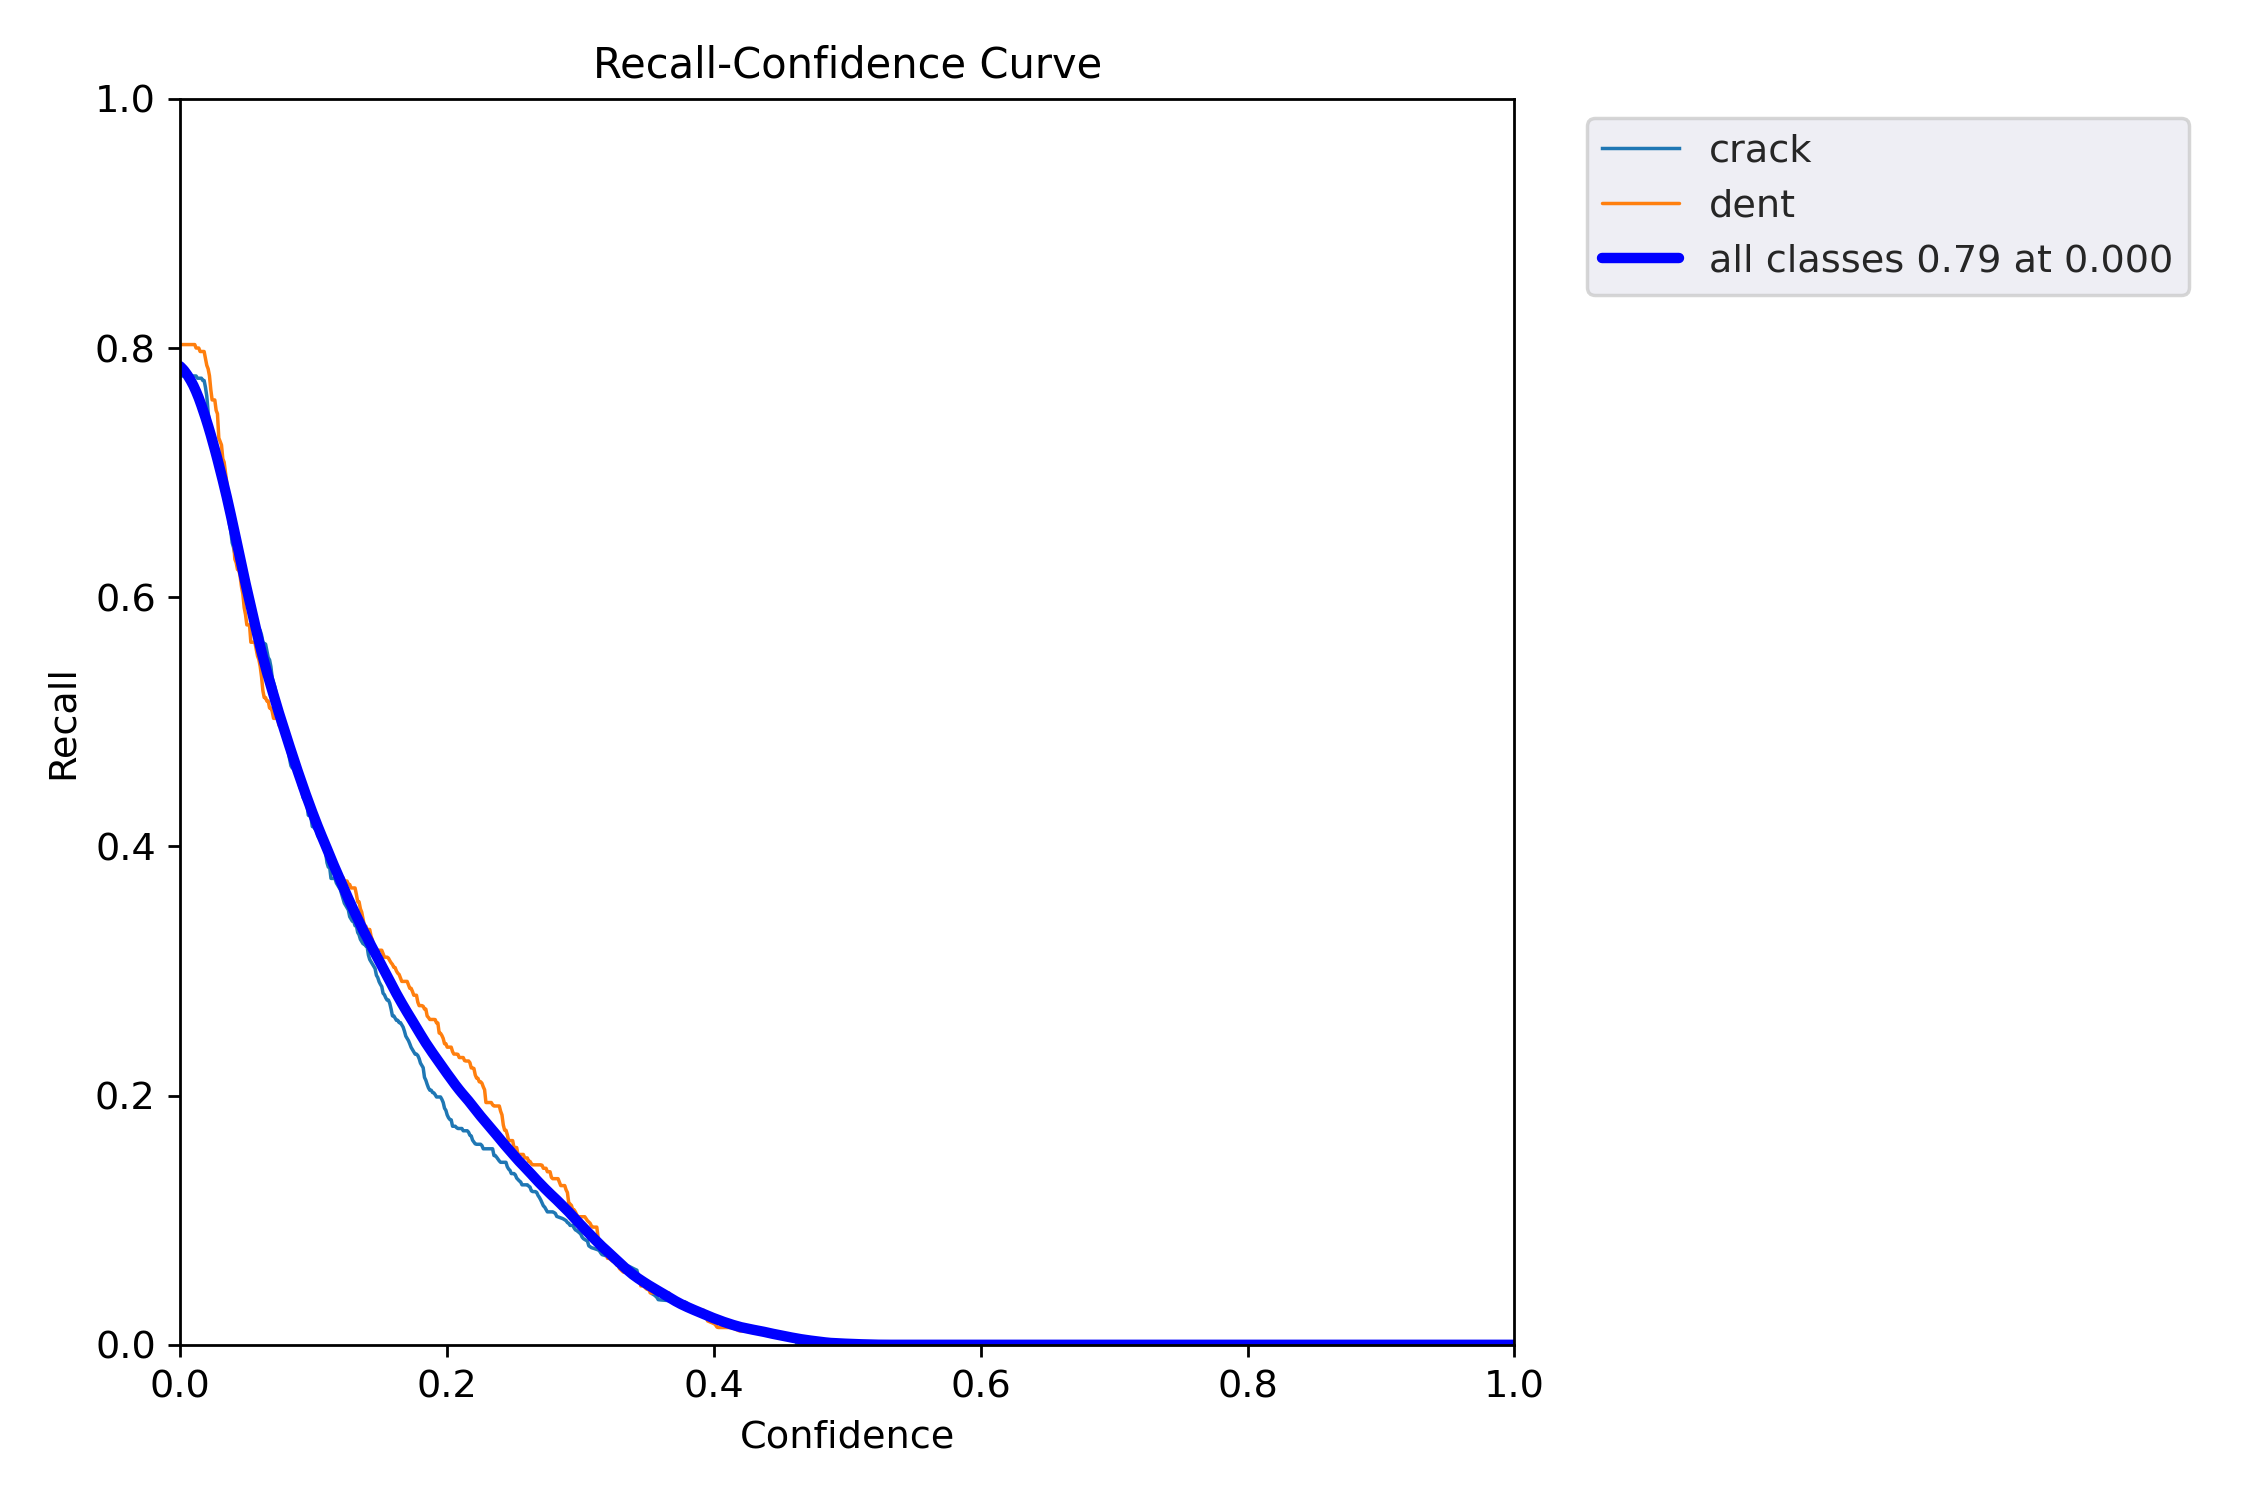 Recall-Confidence Curve
1.0
0.8
0.6
0.4
0.2
0.0
Recall
0.0 0.2 0.4 0.6 0.8 1.0
Confidence
crack
dent
all classes 0.79 at 0.000